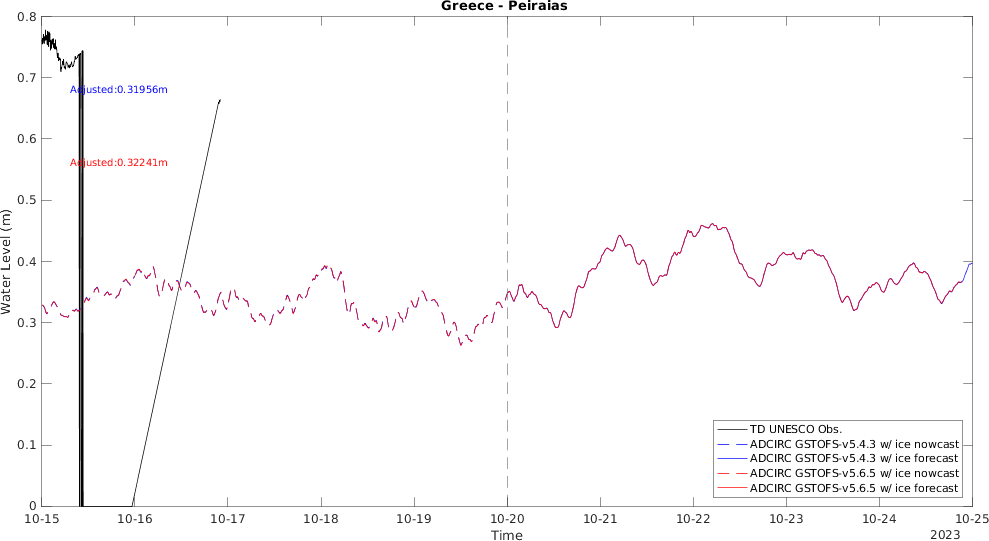 Greece - Peiraias
0.8
0.7
0.6
0.5
0.4
0.3
0.2
0.1
0
Water Level (m)
Adjusted:0.31956m
Adjusted:0.32241m
TD UNESCO Obs.
ADCIRC GSTOFS-v5.4.3 w/ ice nowcast
ADCIRC GSTOFS-v5.4.3 w/ ice forecast
ADCIRC GSTOFS-v5.6.5 w/ ice nowcast
ADCIRC GSTOFS-v5.6.5 w/ ice forecast
10-15 10-16 10-17 10-18 10-19 10-20 10-21 10-22 10-23 10-24 10-25
Time
2023